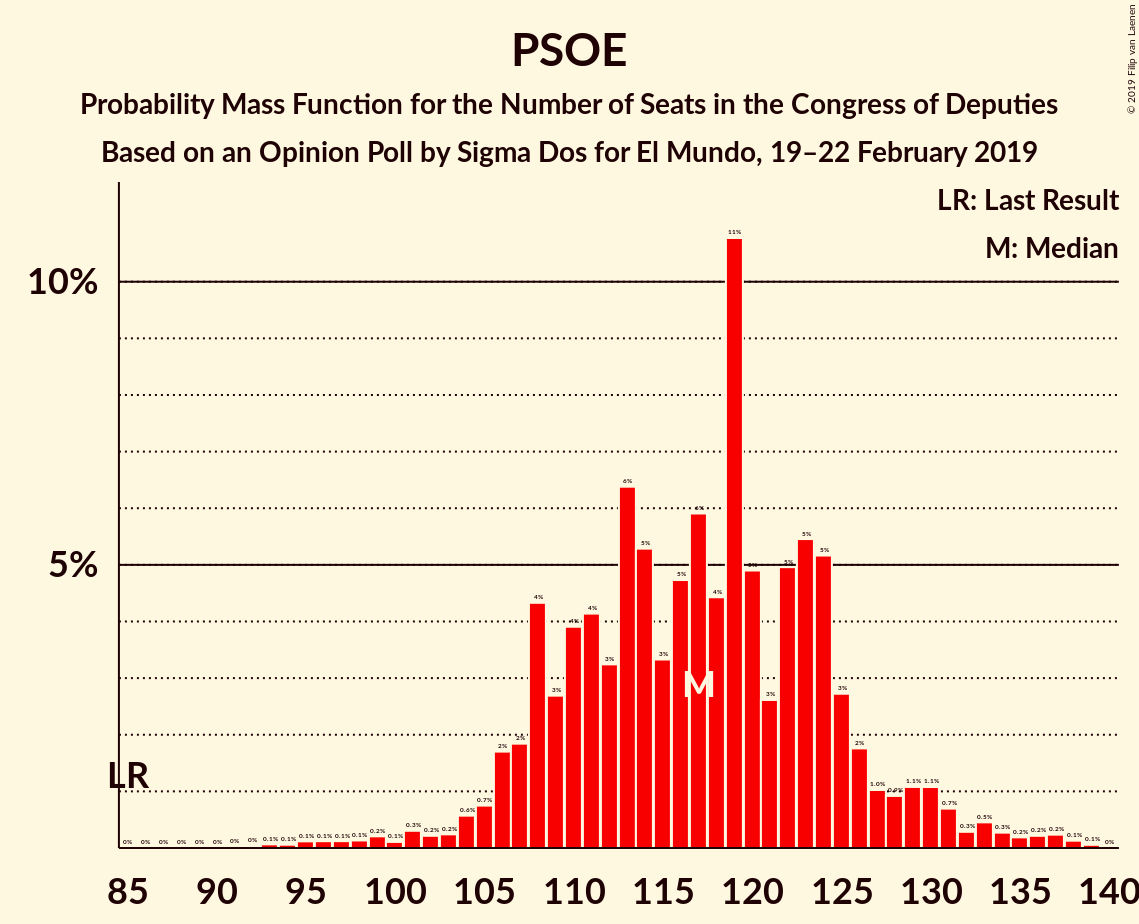 PSOE
Probability Mass Function for the Number of Seats in the Congress of Deputies
Based on an Opinion Poll by Sigma Dos for El Mundo, 19–22 February 2019
© 2019 Filip van Laenen
LR: Last Result
M: Median
10%
5%
LR
M
0% 0% 0% 0% 0% 0% 0% 0% 0.1% 0.1% 0.1% 0.1% 0.1% 0.1% 0.2% 0.1% 0.3% 0.2% 0.2% 0.6% 0.7% 2% 2% 4% 3% 4% 4% 3% 6% 5% 3% 5% 6% 4% 11% 5% 3% 5% 5% 5% 3% 2% 1.0% 0.9% 1.1% 1.1% 0.7% 0.3% 0.5% 0.3% 0.2% 0.2% 0.2% 0.1% 0.1% 0%
85 90 95 100 105 110 115 120 125 130 135 140